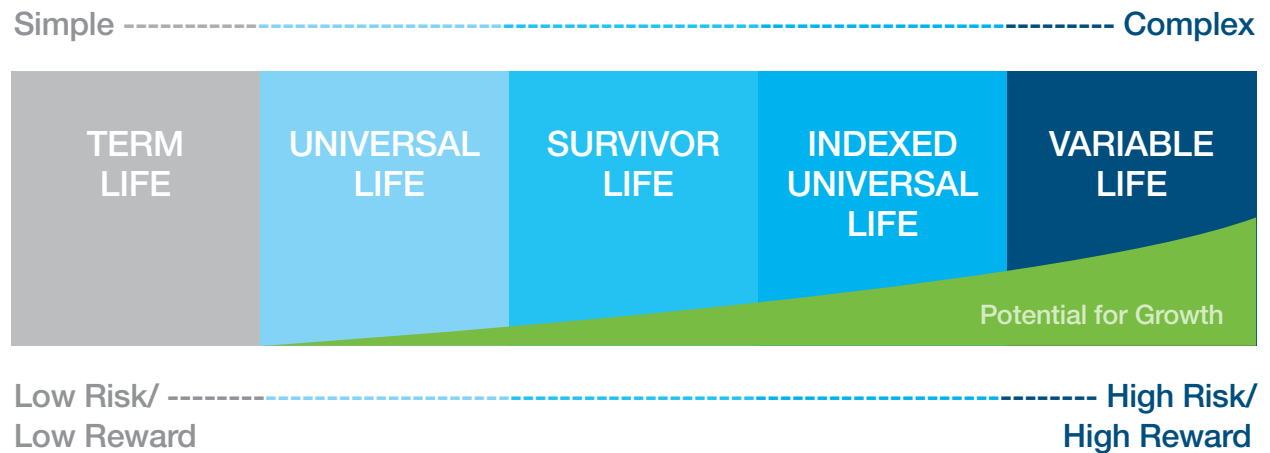 Simple Complex
TERM
LIFE
UNIVERSAL
LIFE
SURVIVOR
LIFE
INDEXED
UNIVERSAL
LIFE
VARIABLE
LIFE
Potential for Growth
Low Risk/
Low Reward
High Risk/
High Reward